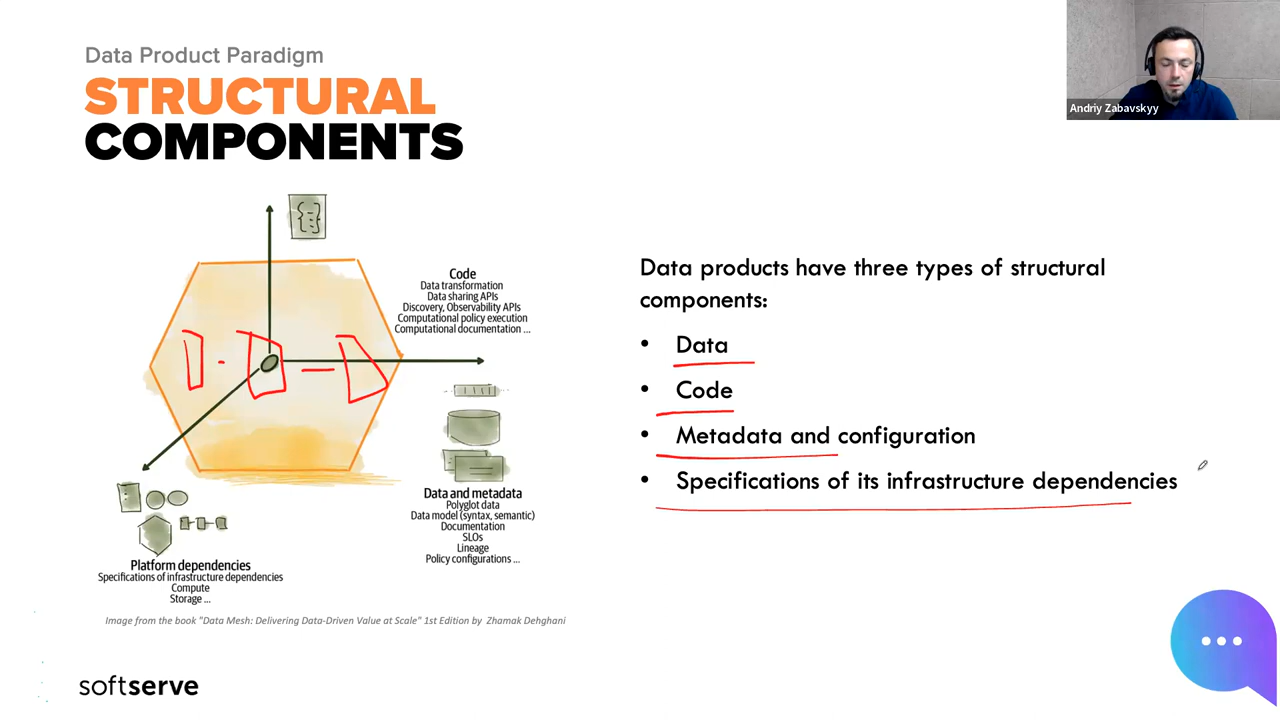 Data Product Paradigm
STRUCTURAL
COMPONENTS
Andriy Zabavskyy
Code
Data transformation
Data sharing APIs
Discovery, Observability APIs
Computational policy execution
Computational documentation ...
Data and metadata
Polyglot data
Data model (syntax, semantic)
Documentation
SLOs
Lineage
Policy configurations ...
Platform dependencies
Specifications of infrastructure dependencies
Compute
Storage ...
Image from the book "Data Mesh: Delivering Data-Driven Value at Scale" 1st Edition by Zhamak Dehghani
Data products have three types of structural
components:
• Data
• Code
• Metadata and configuration
• Specifications of its infrastructure dependencies
softserve